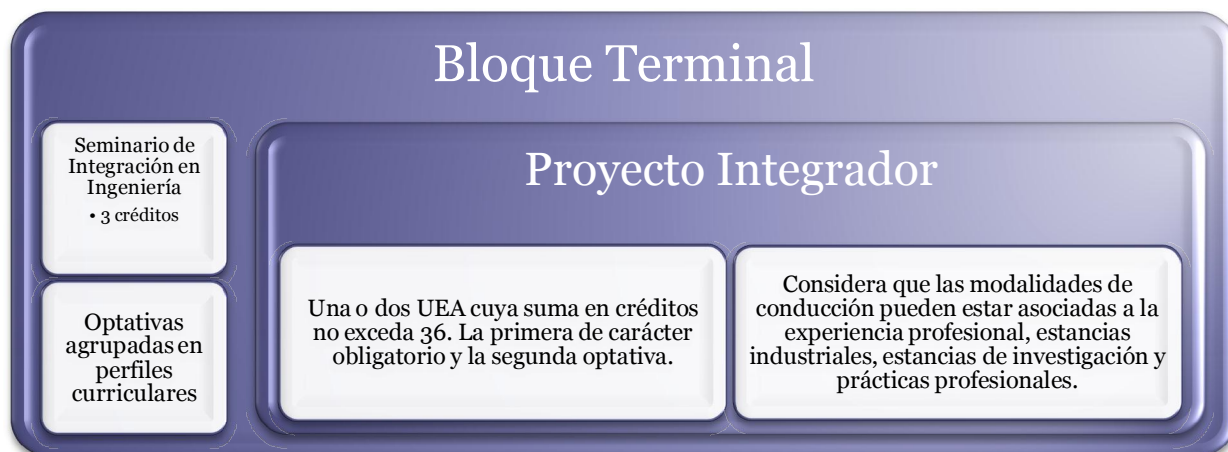 Bloque Terminal
Seminario de
Integración en
Ingeniería
• 3 créditos
Optativas
agrupadas en
perfiles
curriculares
Proyecto Integrador
Una o dos UEA cuya suma en créditos
no exceda 36. La primera de carácter
obligatorio y la segunda optativa.
Considera que las modalidades de
conducción pueden estar asociadas a la
experiencia profesional, estancias
industriales, estancias de investigación y
prácticas profesionales.